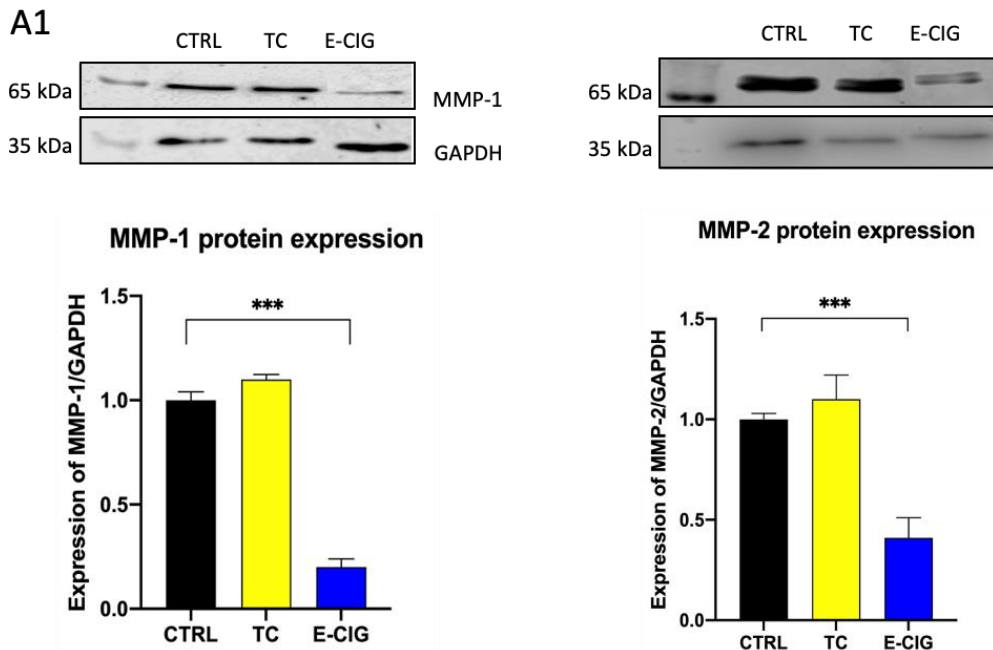 A1
CTRL TC E-CIG
65 kDa
MMP-1
35 kDa
GAPDH
CTRL TC E-CIG
65 kDa
35 kDa
MMP-1 protein expression
Expression of MMP-1/GAPDH
1.5
1.0
0.5
0.0
***
CTRL TC E-CIG
MMP-2 protein expression
Expression of MMP-2/GAPDH
1.5
1.0
0.5
0.0
***
CTRL TC E-CIG